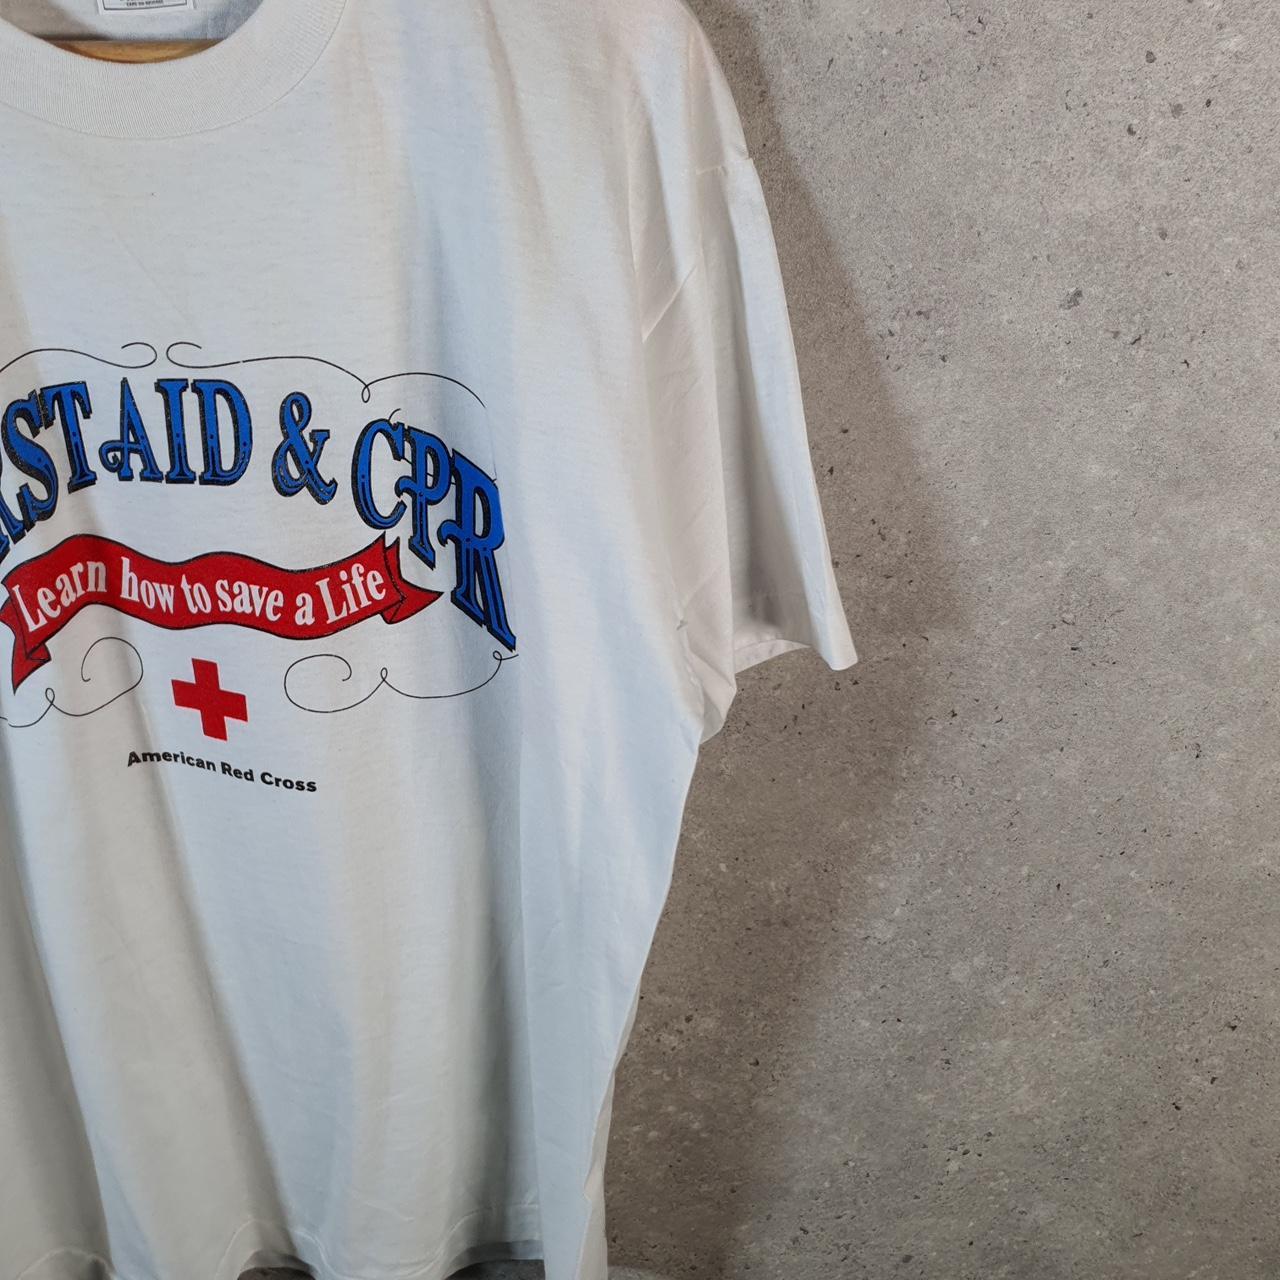 RST AID & CPR
Learn how to save a Life
American Red Cross